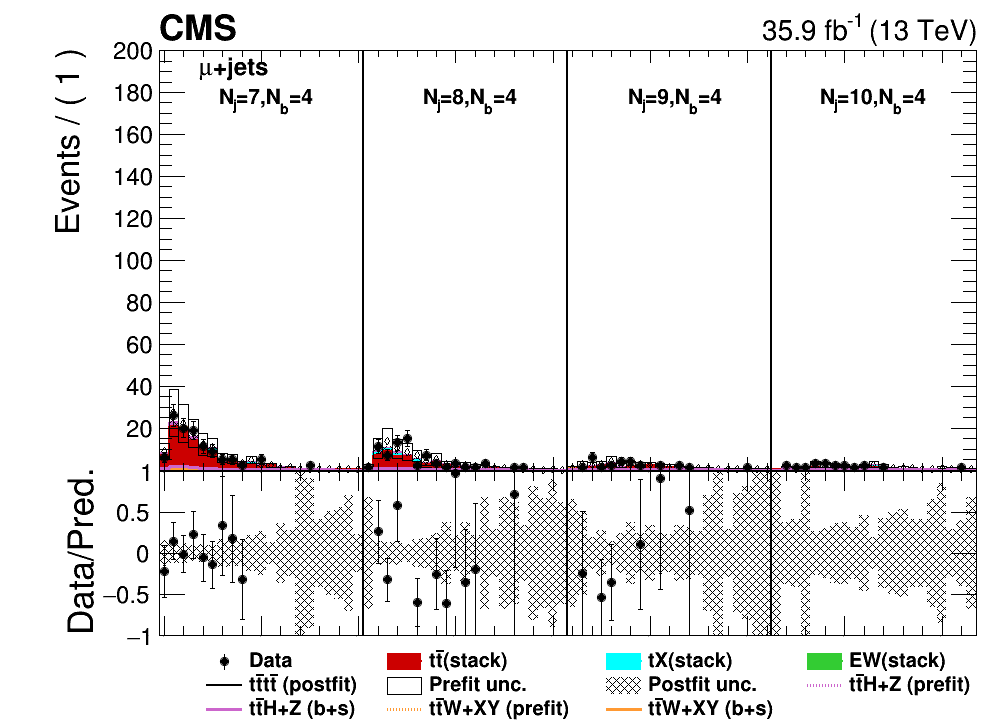 CMS 35.9 fb⁻¹ (13 TeV)
Events / ( 1 )
200
180
160
140
120
100
80
60
40
20
μ+jets
Nj=7,Nb=4 Nj=8,Nb=4 Nj=9,Nb=4 Nj=10,Nb=4
Data/Pred.
1
0.5
0
−0.5
−1
Data tt̄(stack) tX(stack) EW(stack)
tt̄tt̄ (postfit) Prefit unc. Postfit unc. tt̄H+Z (prefit)
tt̄H+Z (b+s) tt̄W+XY (prefit) tt̄W+XY (b+s)